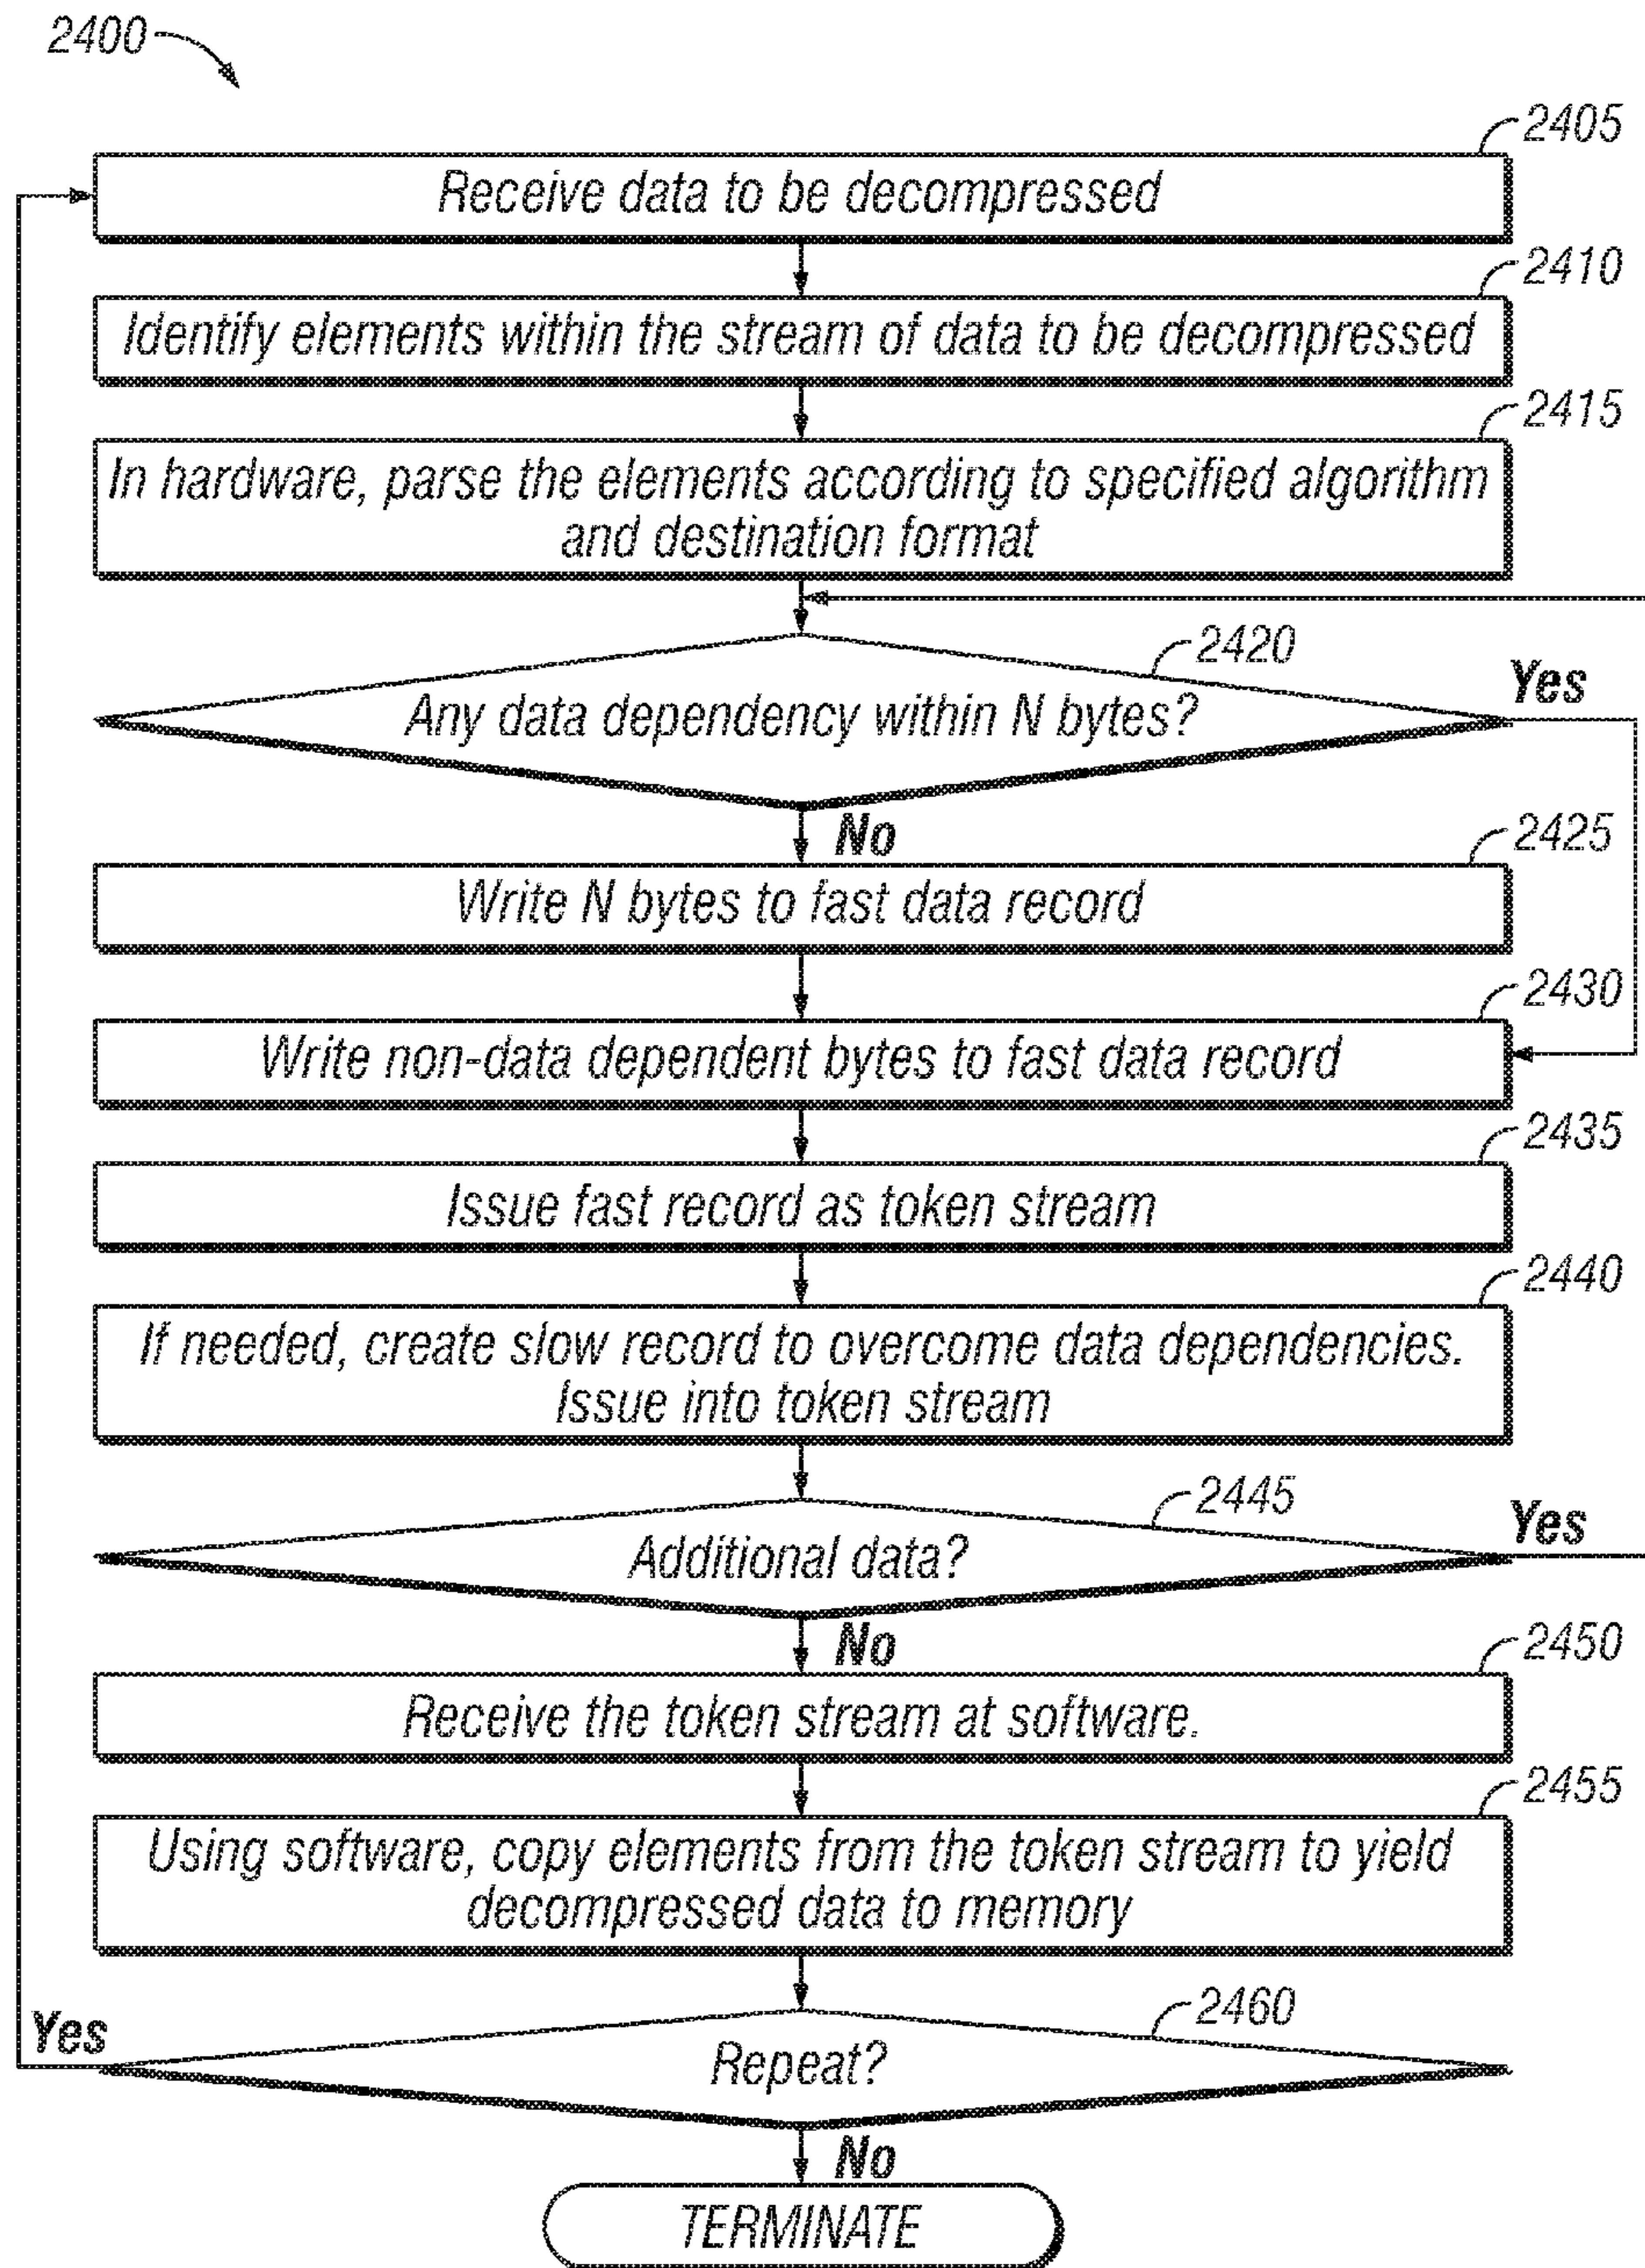 2400
2405
Receive data to be decompressed
2410
Identify elements within the stream of data to be decompressed
2415
In hardware, parse the elements according to specified algorithm
and destination format
2420
Yes
Any data dependency within N bytes?
No
2425
Write N bytes to fast data record
2430
Write non-data dependent bytes to fast data record
2435
Issue fast record as token stream
2440
If needed, create slow record to overcome data dependencies.
Issue into token stream
2445
Yes
Additional data?
No
2450
Receive the token stream at software.
2455
Using software, copy elements from the token stream to yield
decompressed data to memory
2460
Yes
Repeat?
No
TERMINATE